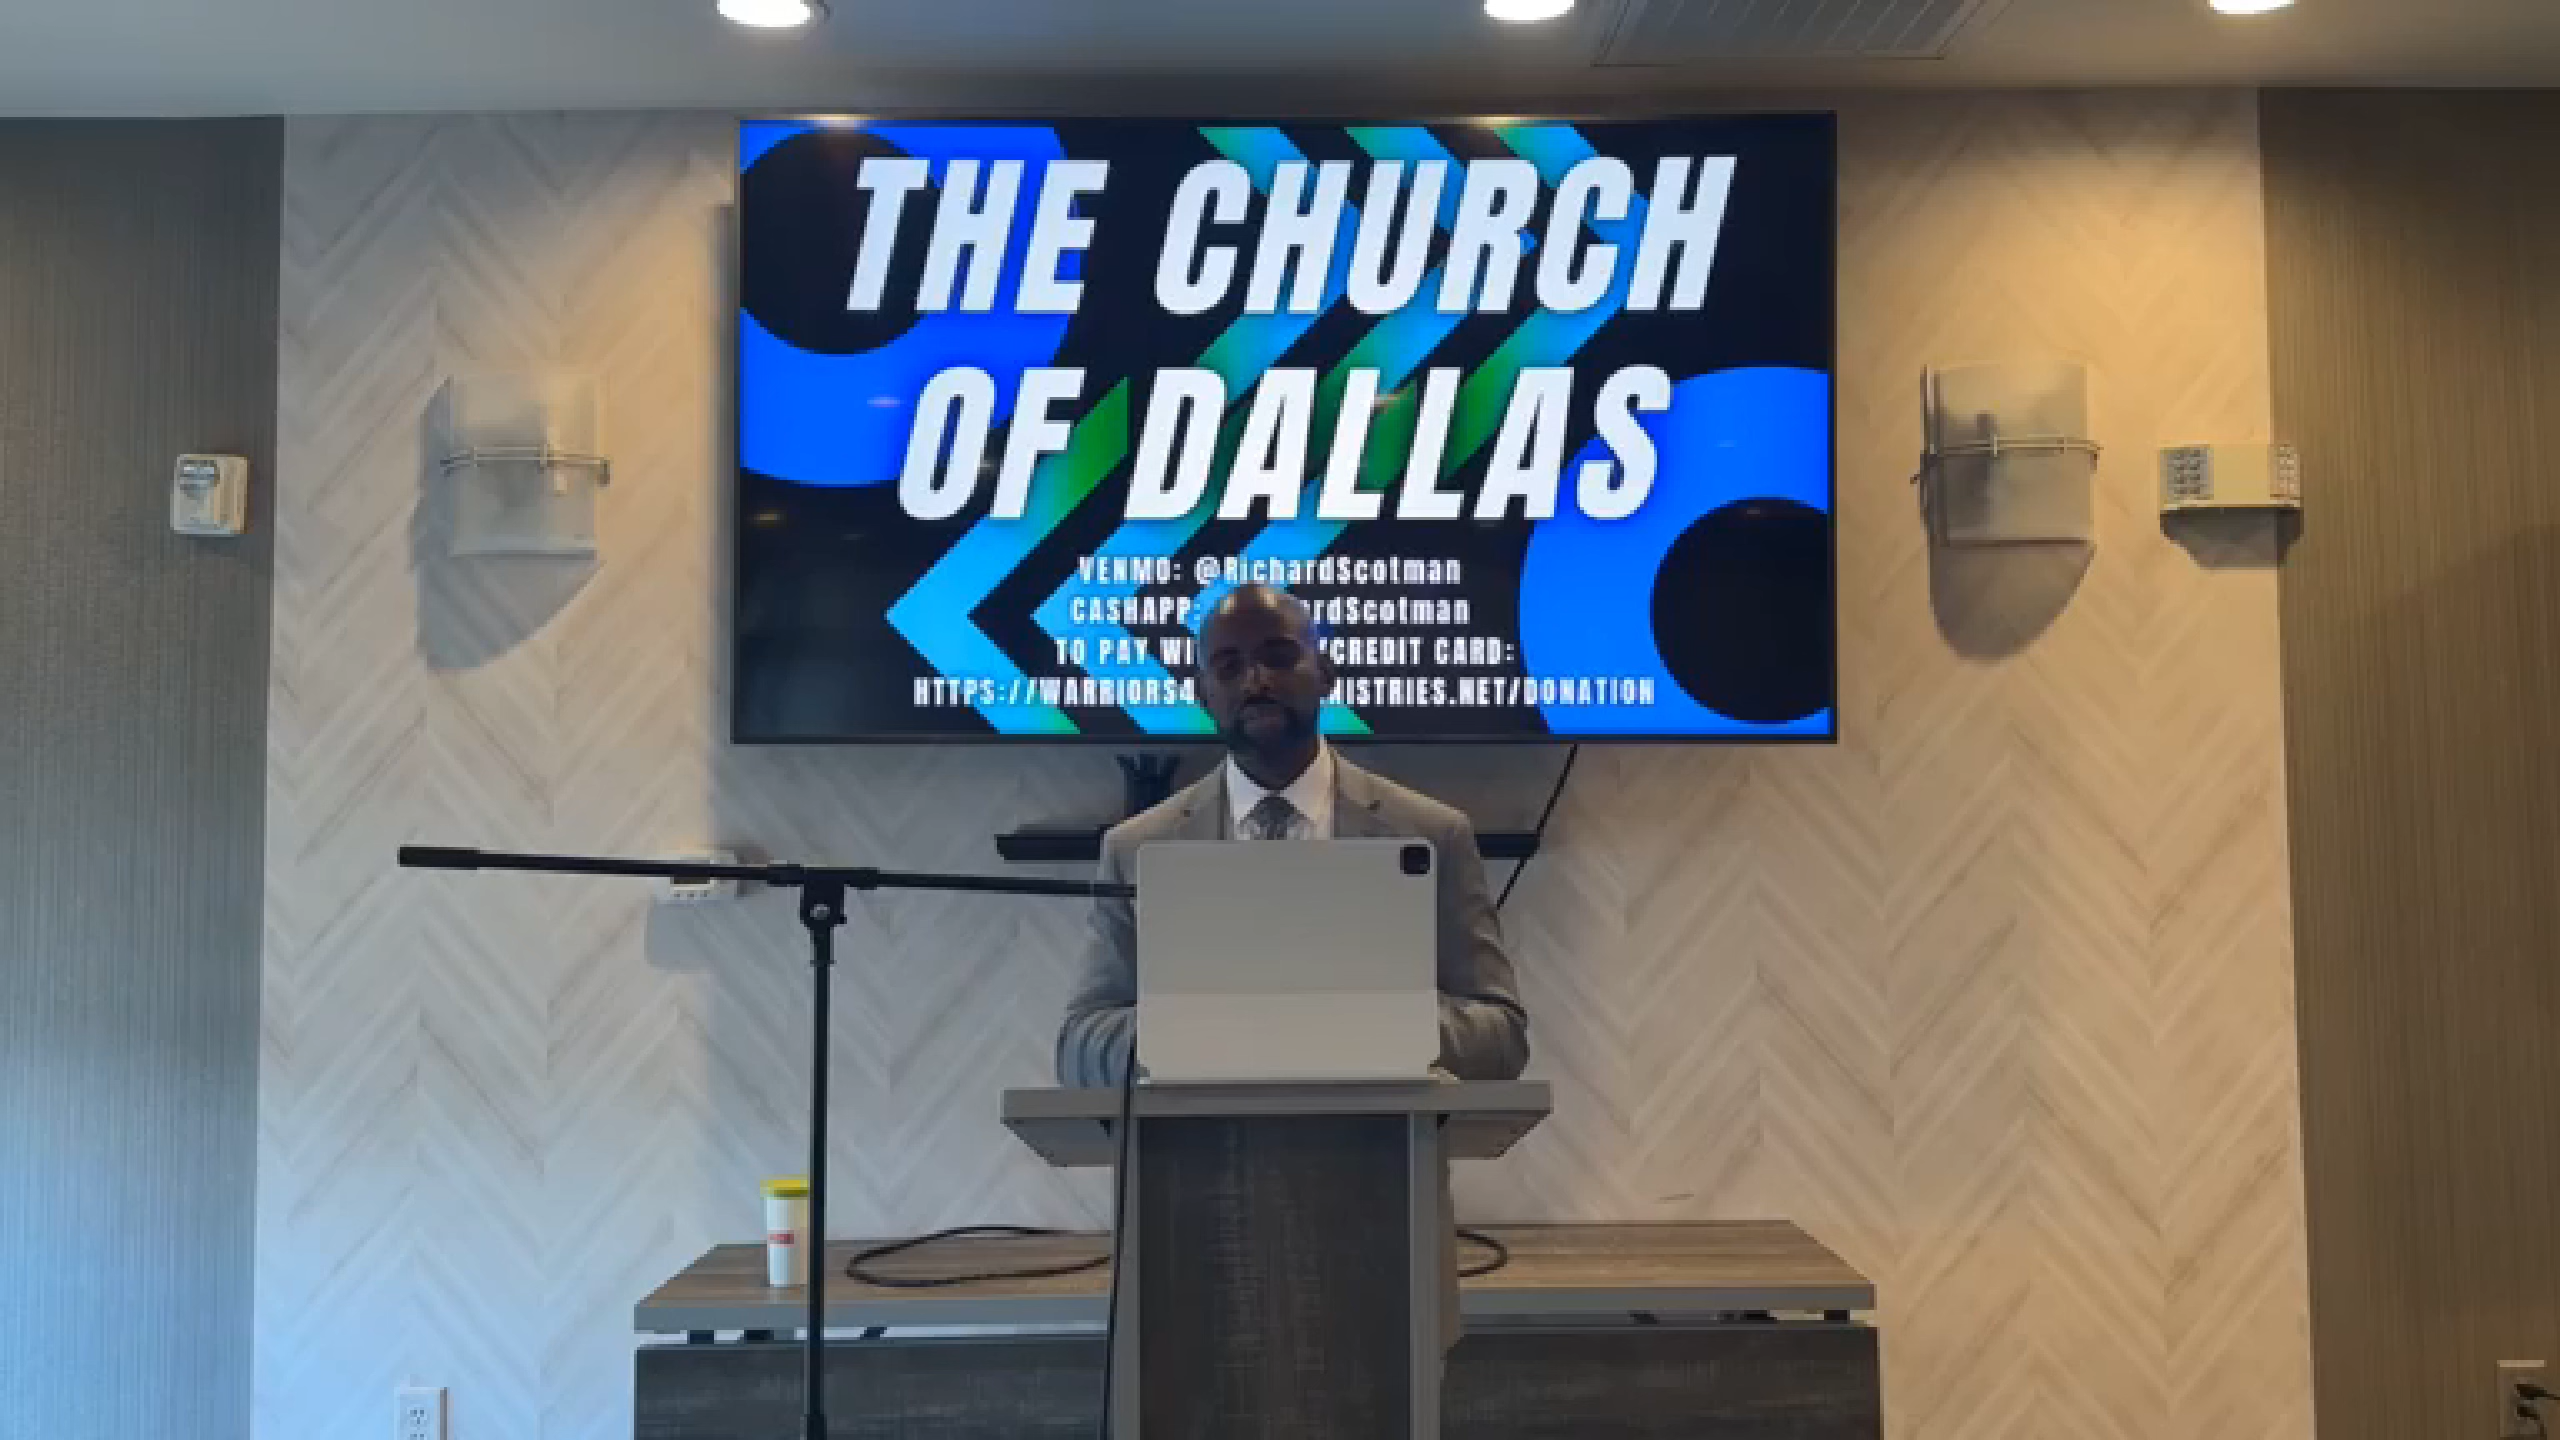 THE CHURCH
OF DALLAS
VENMO: @RichardScotman
CASHAPP: rdScotman
TO PAY WI /CREDIT CARD:
HTTPS://WARRIORS4 NISTRIES.NET/DONATION